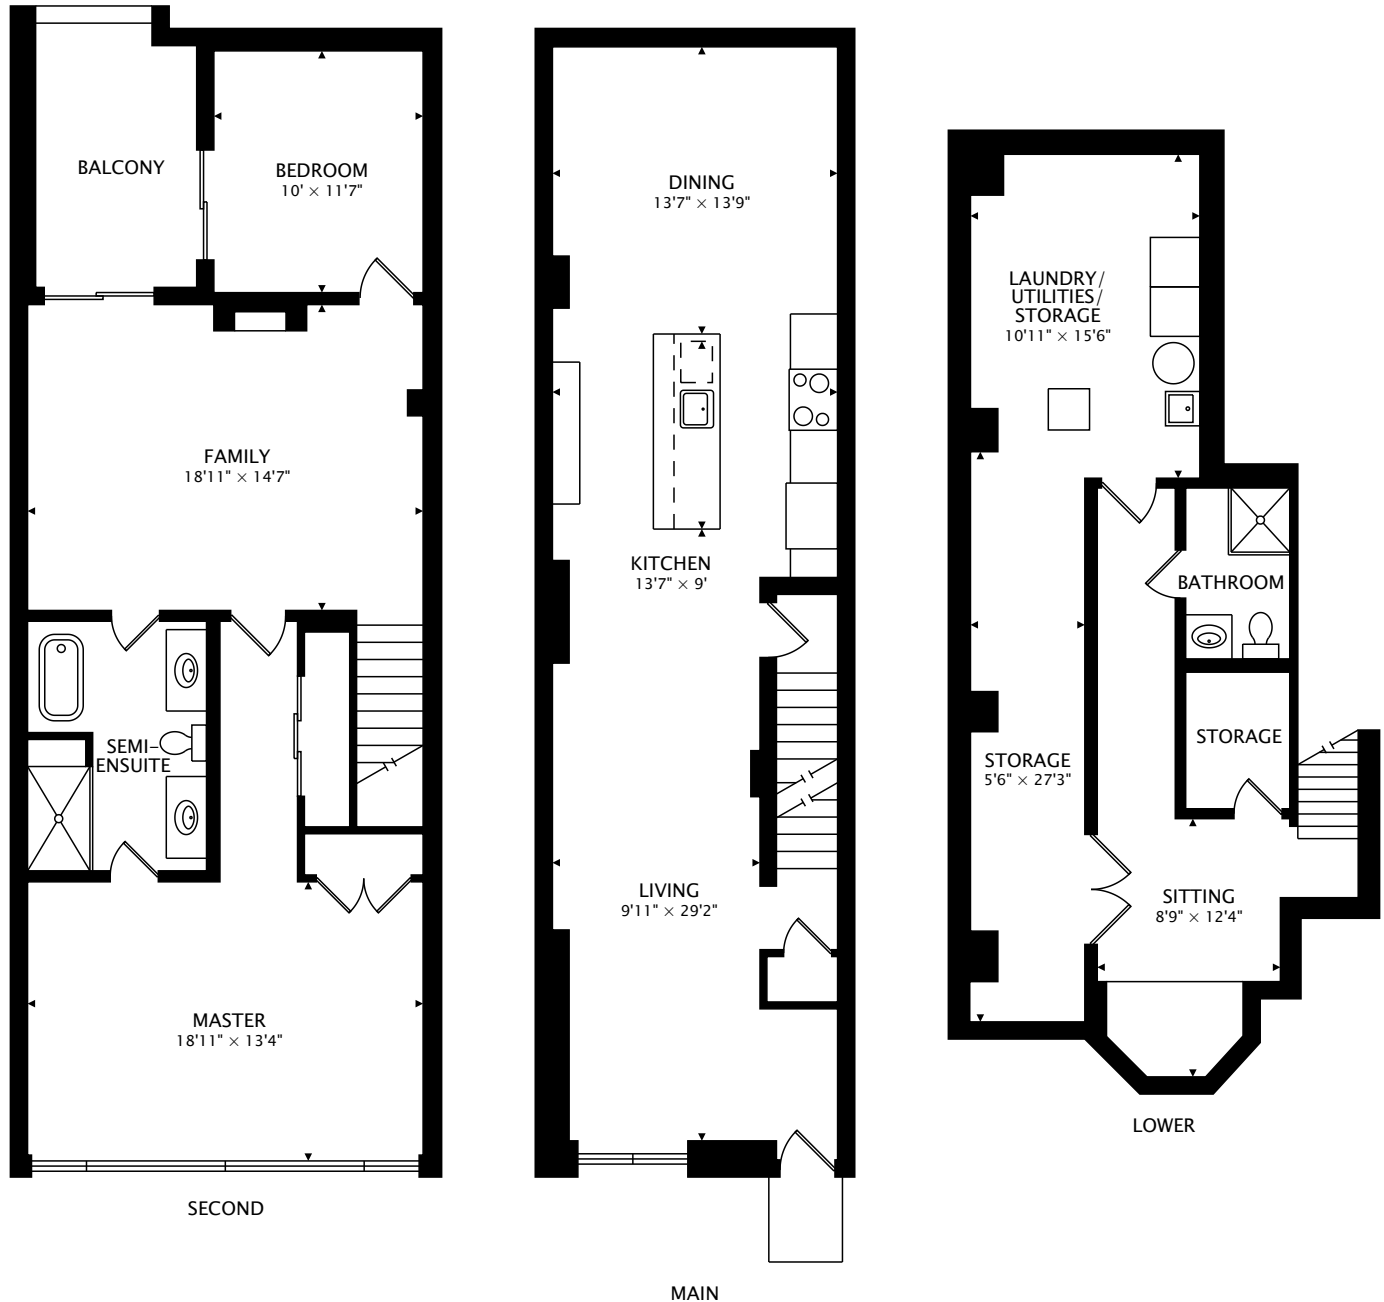 BALCONY
BEDROOM
10' × 11'7"
FAMILY
18'11" × 14'7"
SEMI-
ENSUITE
MASTER
18'11" × 13'4"
SECOND
DINING
13'7" × 13'9"
KITCHEN
13'7" × 9'
LIVING
9'11" × 29'2"
MAIN
LAUNDRY/
UTILITIES/
STORAGE
10'11" × 15'6"
BATHROOM
STORAGE
STORAGE
5'6" × 27'3"
SITTING
8'9" × 12'4"
LOWER